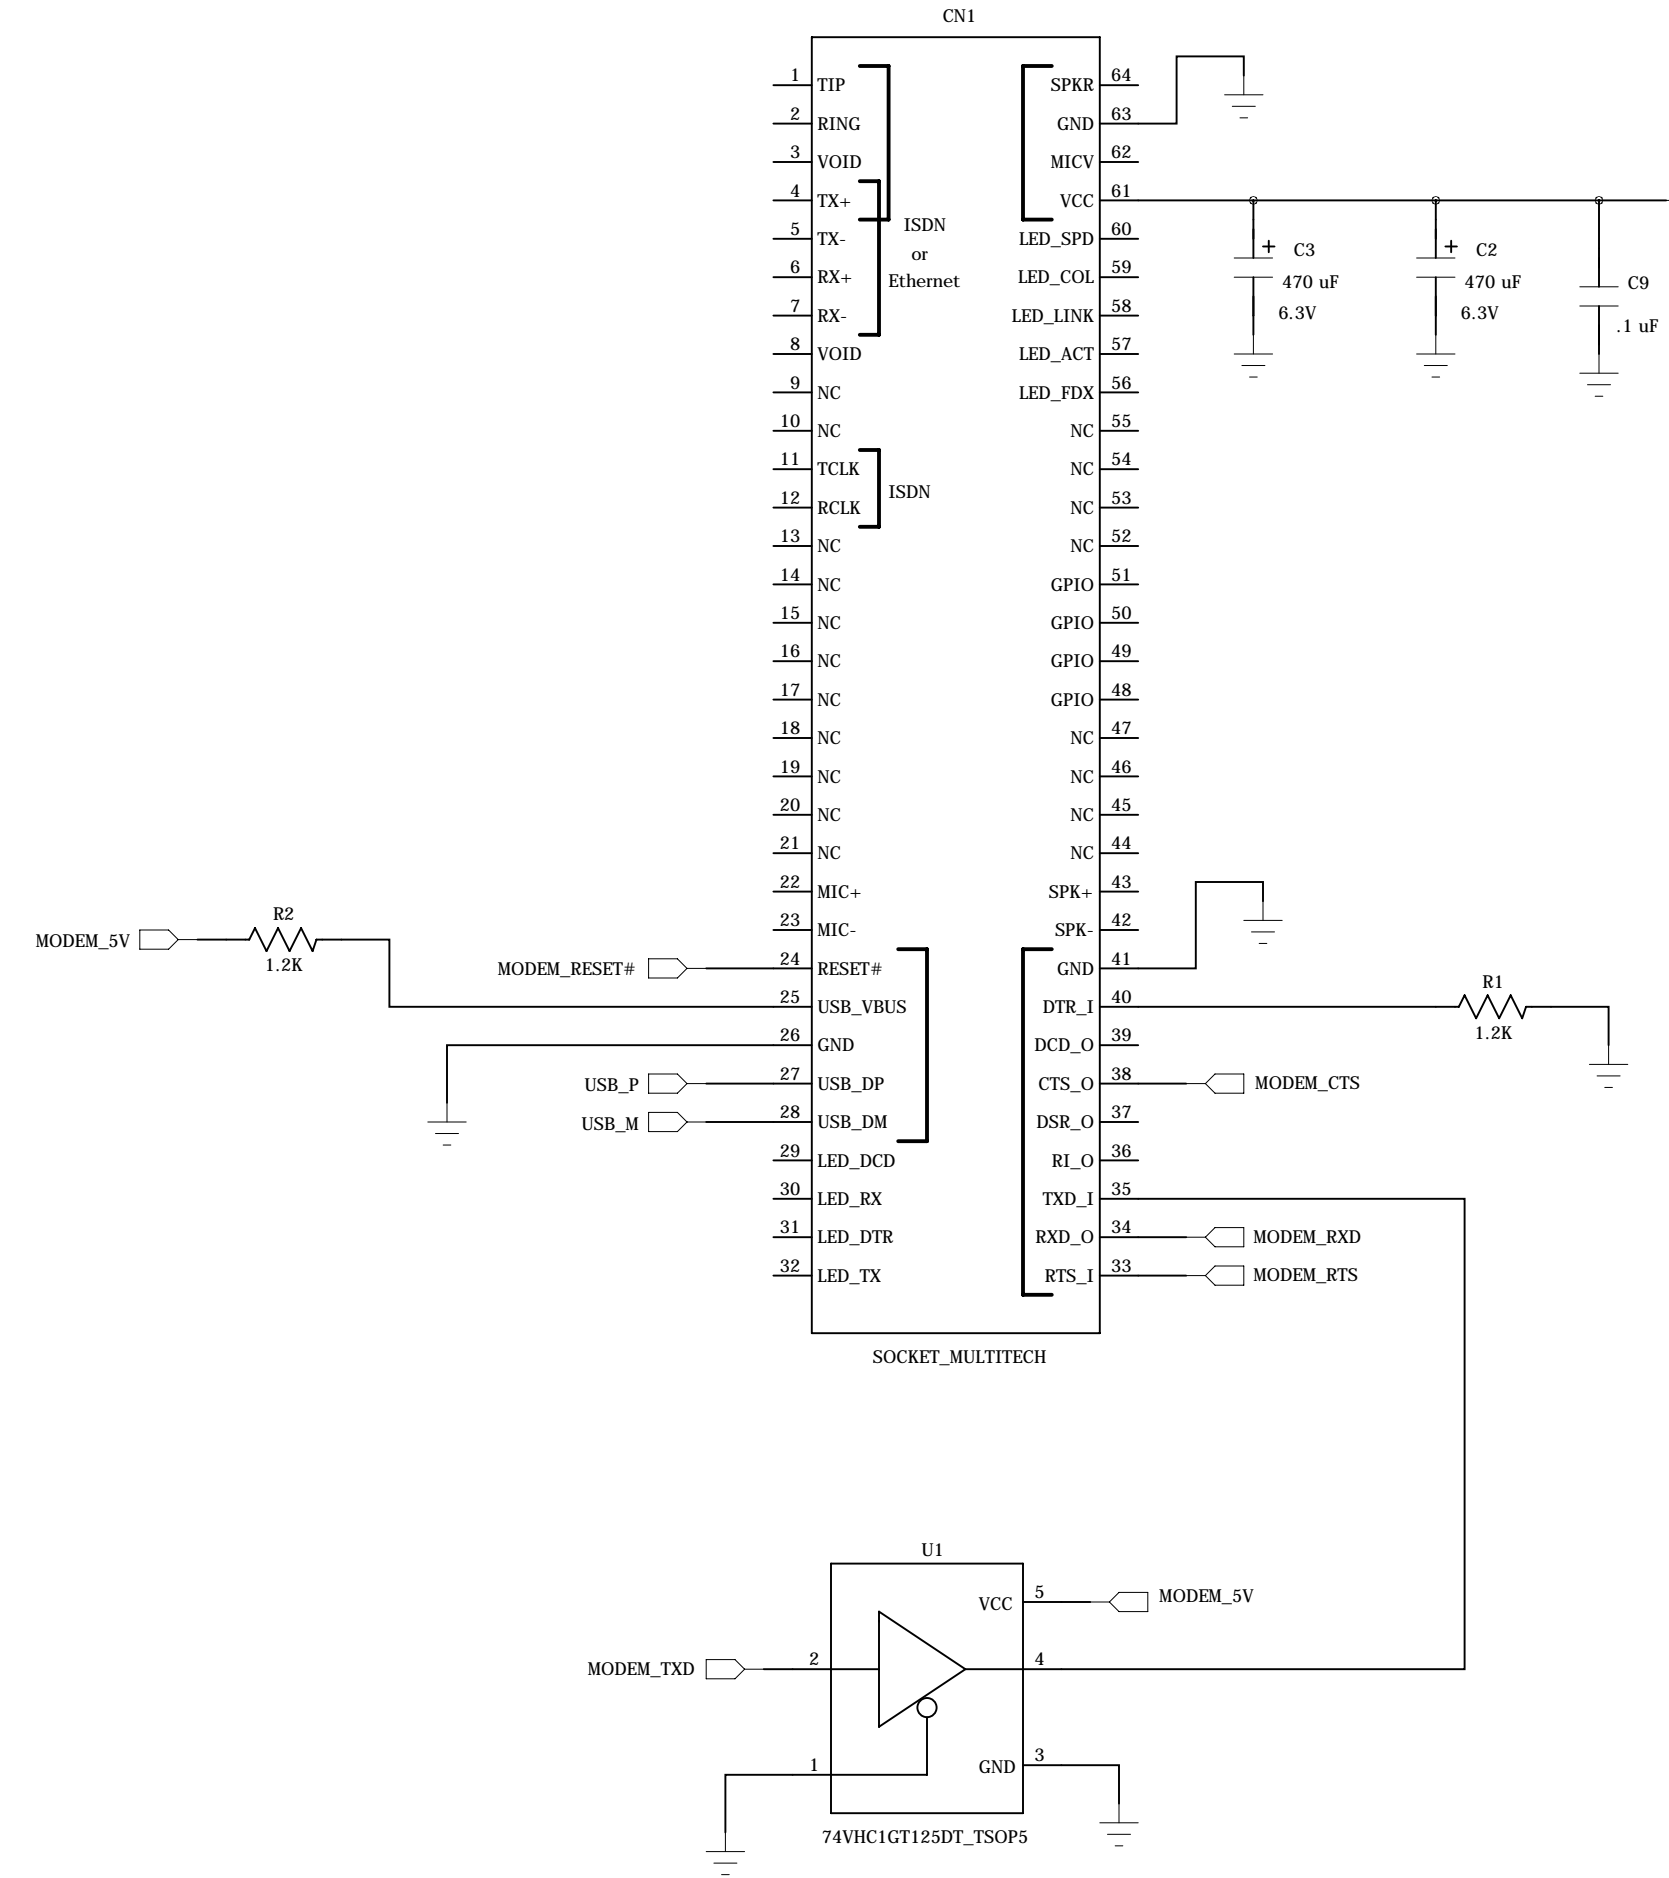 CN1
1 TIP SPKR 64
2 RING GND 63
3 VOID MICV 62
4 TX+ VCC 61
5 TX- LED_SPD 60
6 RX+ LED_COL 59
7 RX- LED_LINK 58
8 VOID LED_ACT 57
9 NC LED_FDX 56
10 NC NC 55
11 TCLK NC 54
12 RCLK NC 53
13 NC NC 52
14 NC GPIO 51
15 NC GPIO 50
16 NC GPIO 49
17 NC GPIO 48
18 NC NC 47
19 NC NC 46
20 NC NC 45
21 NC NC 44
22 MIC+ SPK+ 43
23 MIC- SPK- 42
24 RESET# GND 41
25 USB_VBUS DTR_I 40
26 GND DCD_O 39
27 USB_DP CTS_O 38
28 USB_DM DSR_O 37
29 LED_DCD RI_O 36
30 LED_RX TXD_I 35
31 LED_DTR RXD_O 34
32 LED_TX RTS_I 33
ISDN
or
Ethernet
ISDN
+ C3
470 uF
6.3V
+ C2
470 uF
6.3V
C9
.1 uF
R2
MODEM_5V
1.2K
MODEM_RESET#
USB_P
USB_M
R1
1.2K
MODEM_CTS
MODEM_RXD
MODEM_RTS
SOCKET_MULTITECH
U1
VCC 5 MODEM_5V
MODEM_TXD 2 4
1 GND 3
74VHC1GT125DT_TSOP5